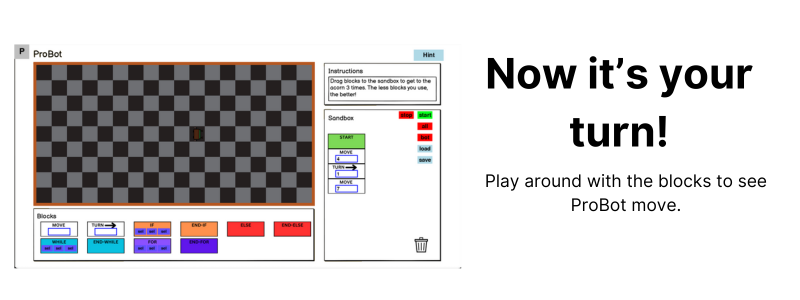 P
ProBot
Hint
Instructions
Drag blocks to the sandbox to get to the
acorn 3 times. The less blocks you use,
the better!
Sandbox
stop start
START
MOVE
4
load
TURN
save
1
MOVE
7
Blocks
MOVE TURN IF END-IF ELSE END-ELSE
WHILE END-WHILE FOR END-FOR
Now it's your
turn!
Play around with the blocks to see
ProBot move.